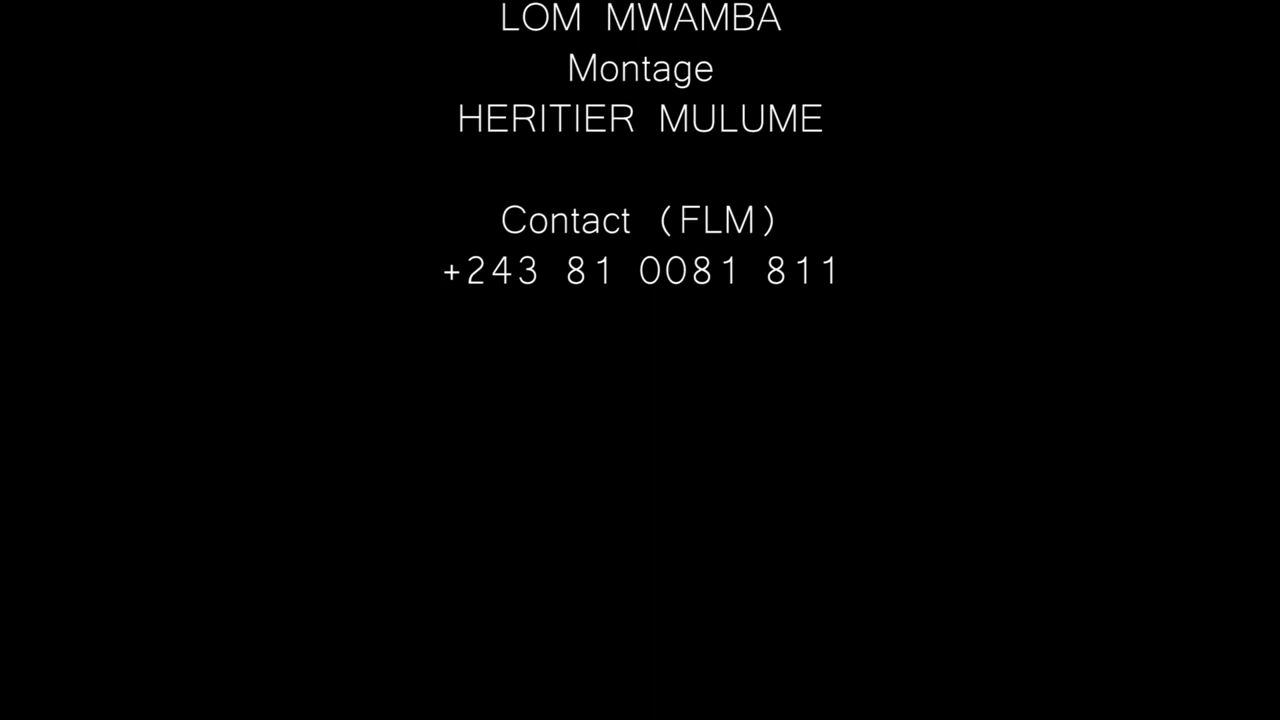 LOM MWAMBA
Montage
HERITIER MULUME
Contact (FLM)
+243 81 0081 811